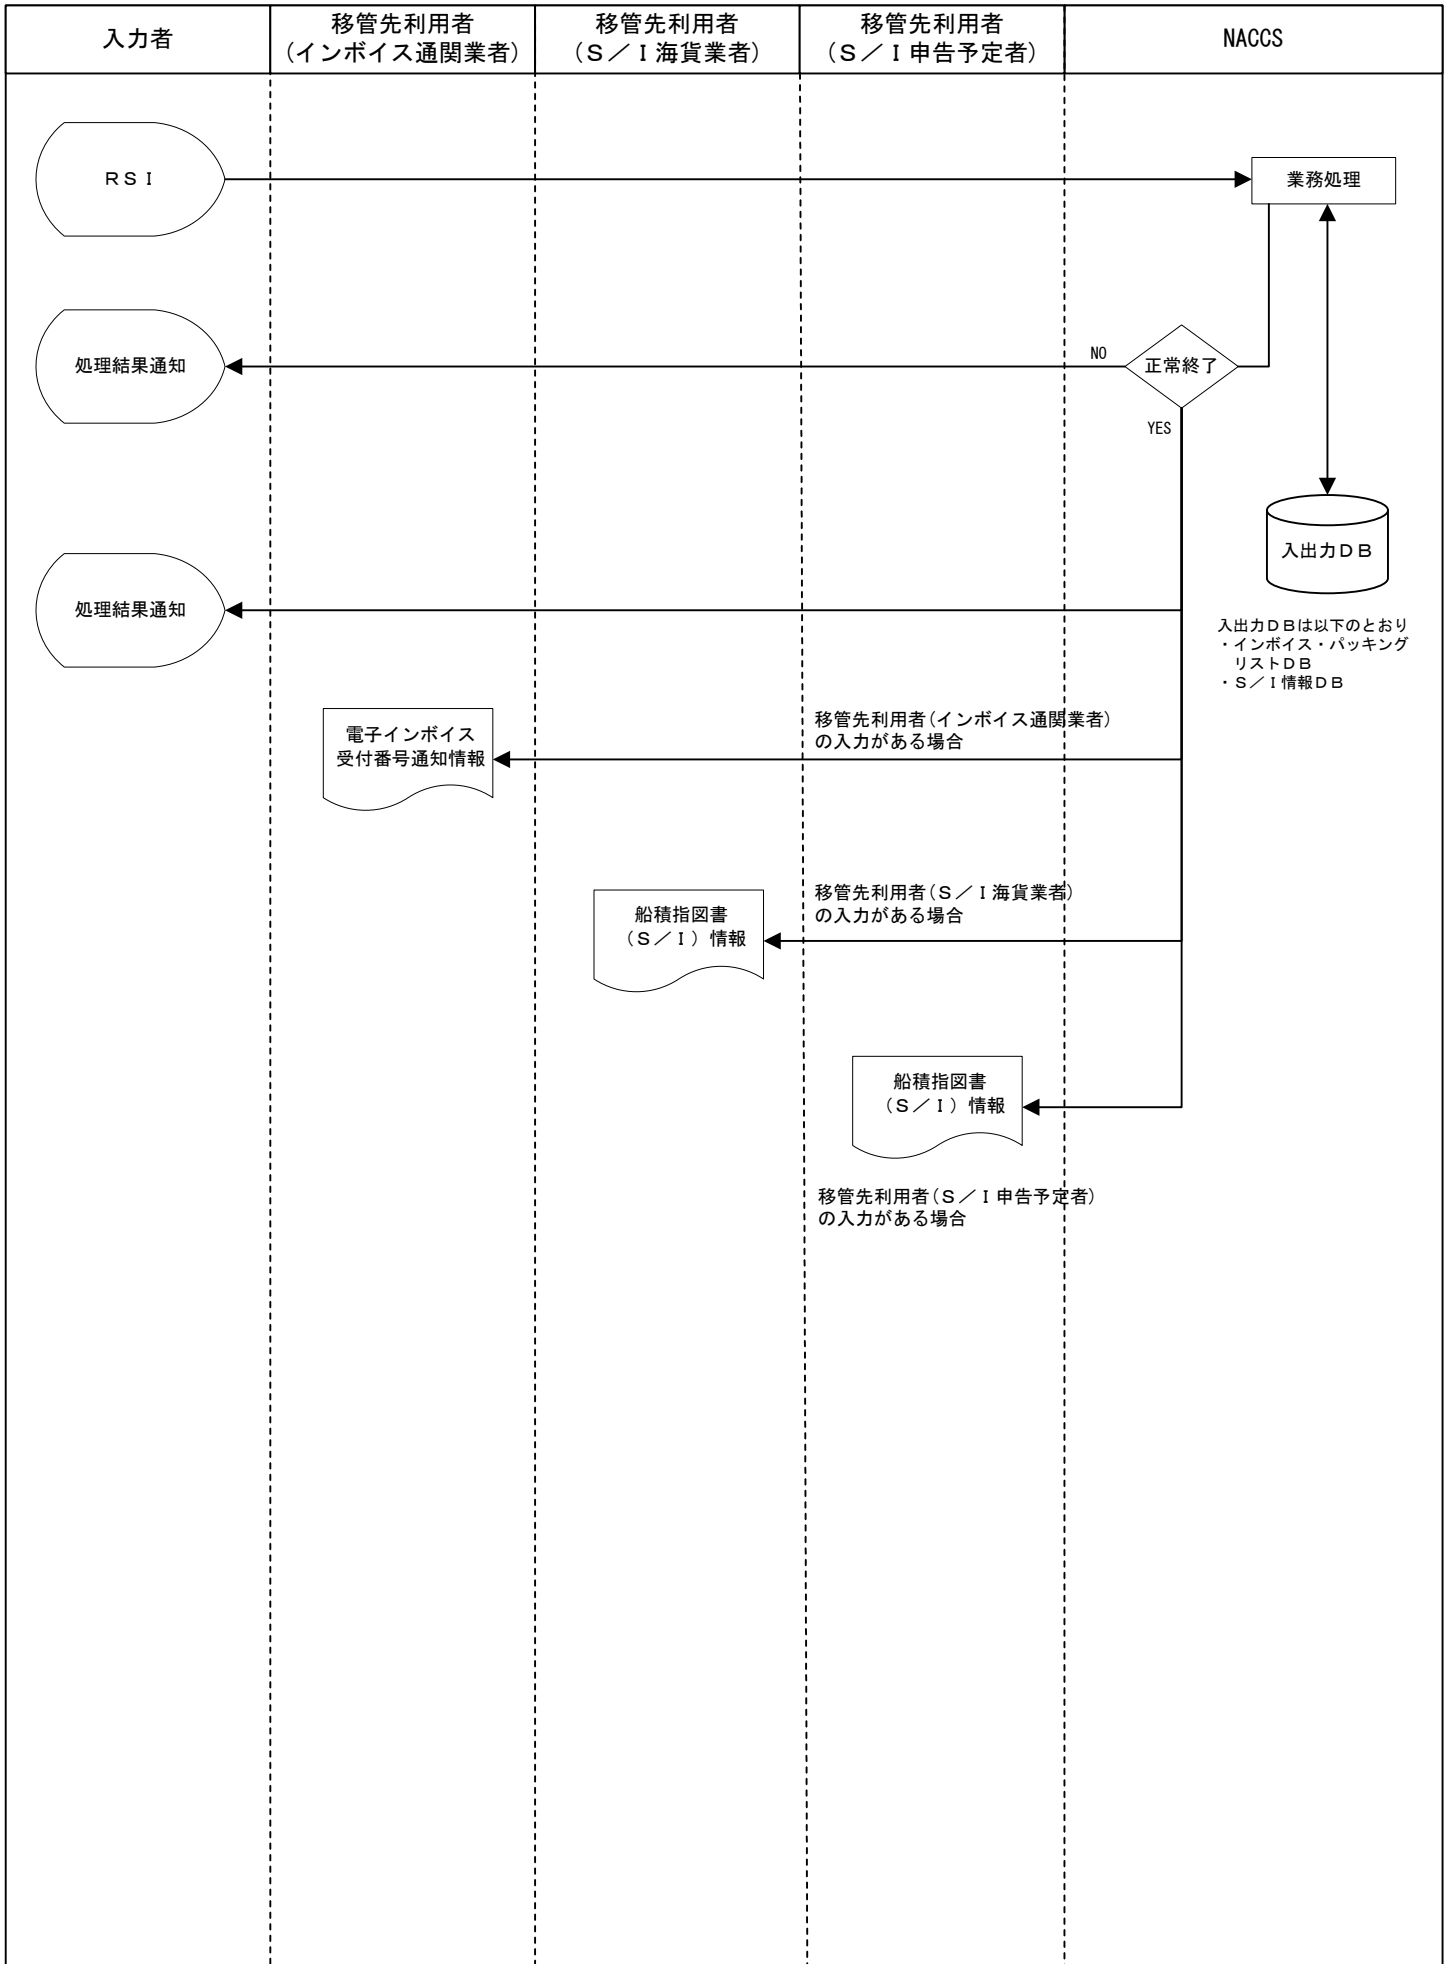 入力者
移管先利用者
（インボイス通関業者）
移管先利用者
（Ｓ／Ｉ海貨業者）
移管先利用者
（Ｓ／Ｉ申告予定者）
NACCS
ＲＳＩ
業務処理
処理結果通知
NO
正常終了
YES
入出力ＤＢ
処理結果通知
入出力ＤＢは以下のとおり
・インボイス・パッキング
リストＤＢ
・Ｓ／Ｉ情報ＤＢ
電子インボイス
受付番号通知情報
移管先利用者（インボイス通関業者）
の入力がある場合
船積指図書
（Ｓ／Ｉ）情報
移管先利用者（Ｓ／Ｉ海貨業者）
の入力がある場合
船積指図書
（Ｓ／Ｉ）情報
移管先利用者（Ｓ／Ｉ申告予定者）
の入力がある場合